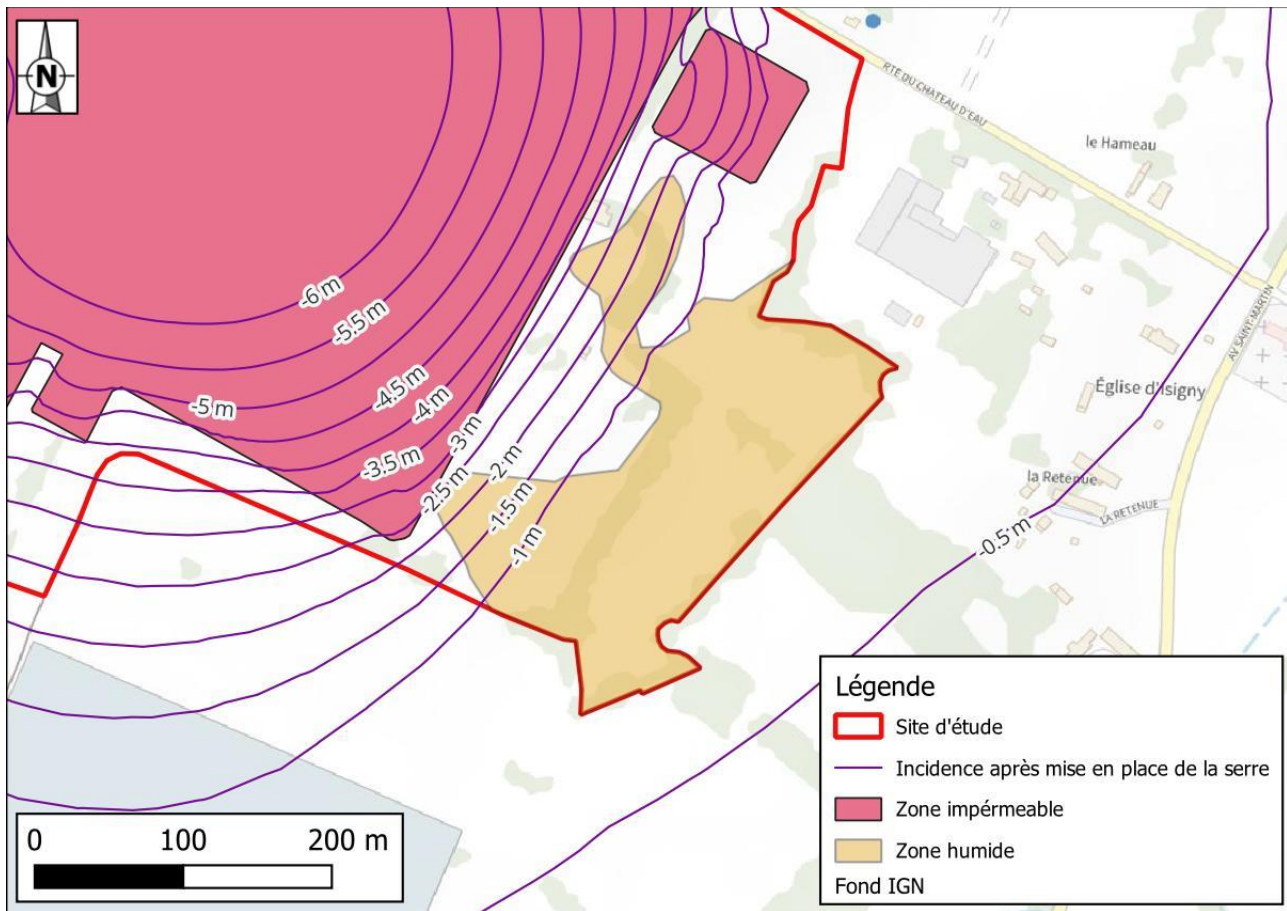 N
RTE DU CHATEAU D'EAU
le Hameau
AV SAINT-MARTIN
-6 m
-5.5 m
-4.5 m
-5 m
-4 m
Église d'Isigny
-3 m
-3.5 m
-2 m
-2.5 m
la Retenue
-1.5 m
LA RETENUE
-1 m
-0.5 m
Légende
Site d'étude
Incidence après mise en place de la serre
Zone impérmeable
Zone humide
Fond IGN
0 100 200 m